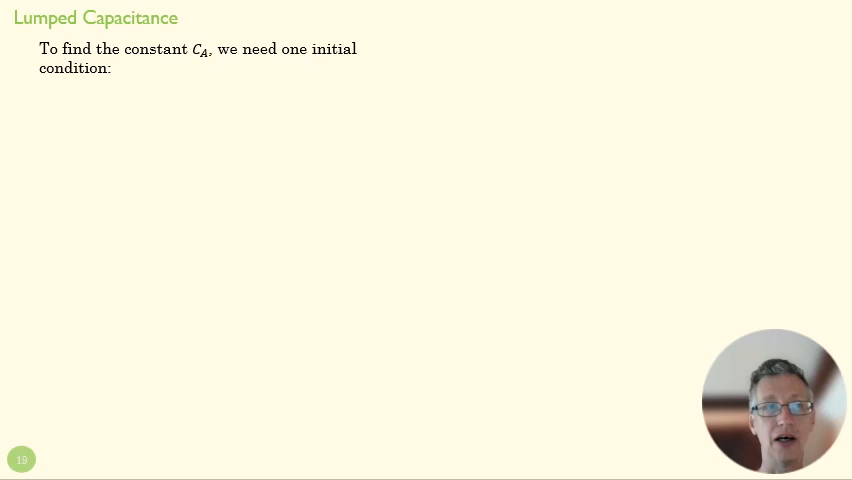 Lumped Capacitance
To find the constant C_A, we need one initial
condition:
19